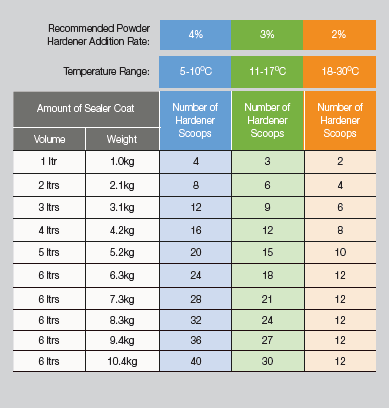 Recommended Powder
Hardener Addition Rate: 4% 3% 2%
Temperature Range: 5-10ºC 11-17ºC 18-30ºC
Amount of Sealer Coat
Number of
Hardener
Scoops
Number of
Hardener
Scoops
Number of
Hardener
Scoops
Volume Weight
1 ltr 1.0kg 4 3 2
2 ltrs 2.1kg 8 6 4
3 ltrs 3.1kg 12 9 6
4 ltrs 4.2kg 16 12 8
5 ltrs 5.2kg 20 15 10
6 ltrs 6.3kg 24 18 12
6 ltrs 7.3kg 28 21 12
6 ltrs 8.3kg 32 24 12
6 ltrs 9.4kg 36 27 12
6 ltrs 10.4kg 40 30 12